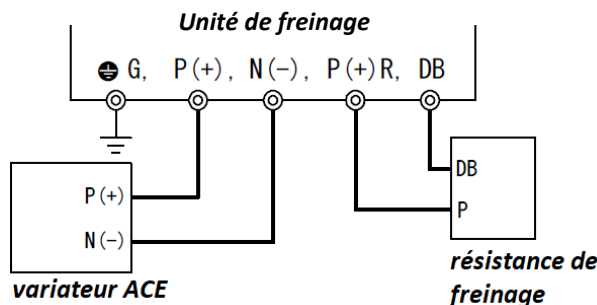 Unité de freinage
G, P(+), N(-), P(+)R, DB
P(+)
N(-)
DB
P
variateur ACE
résistance de
freinage